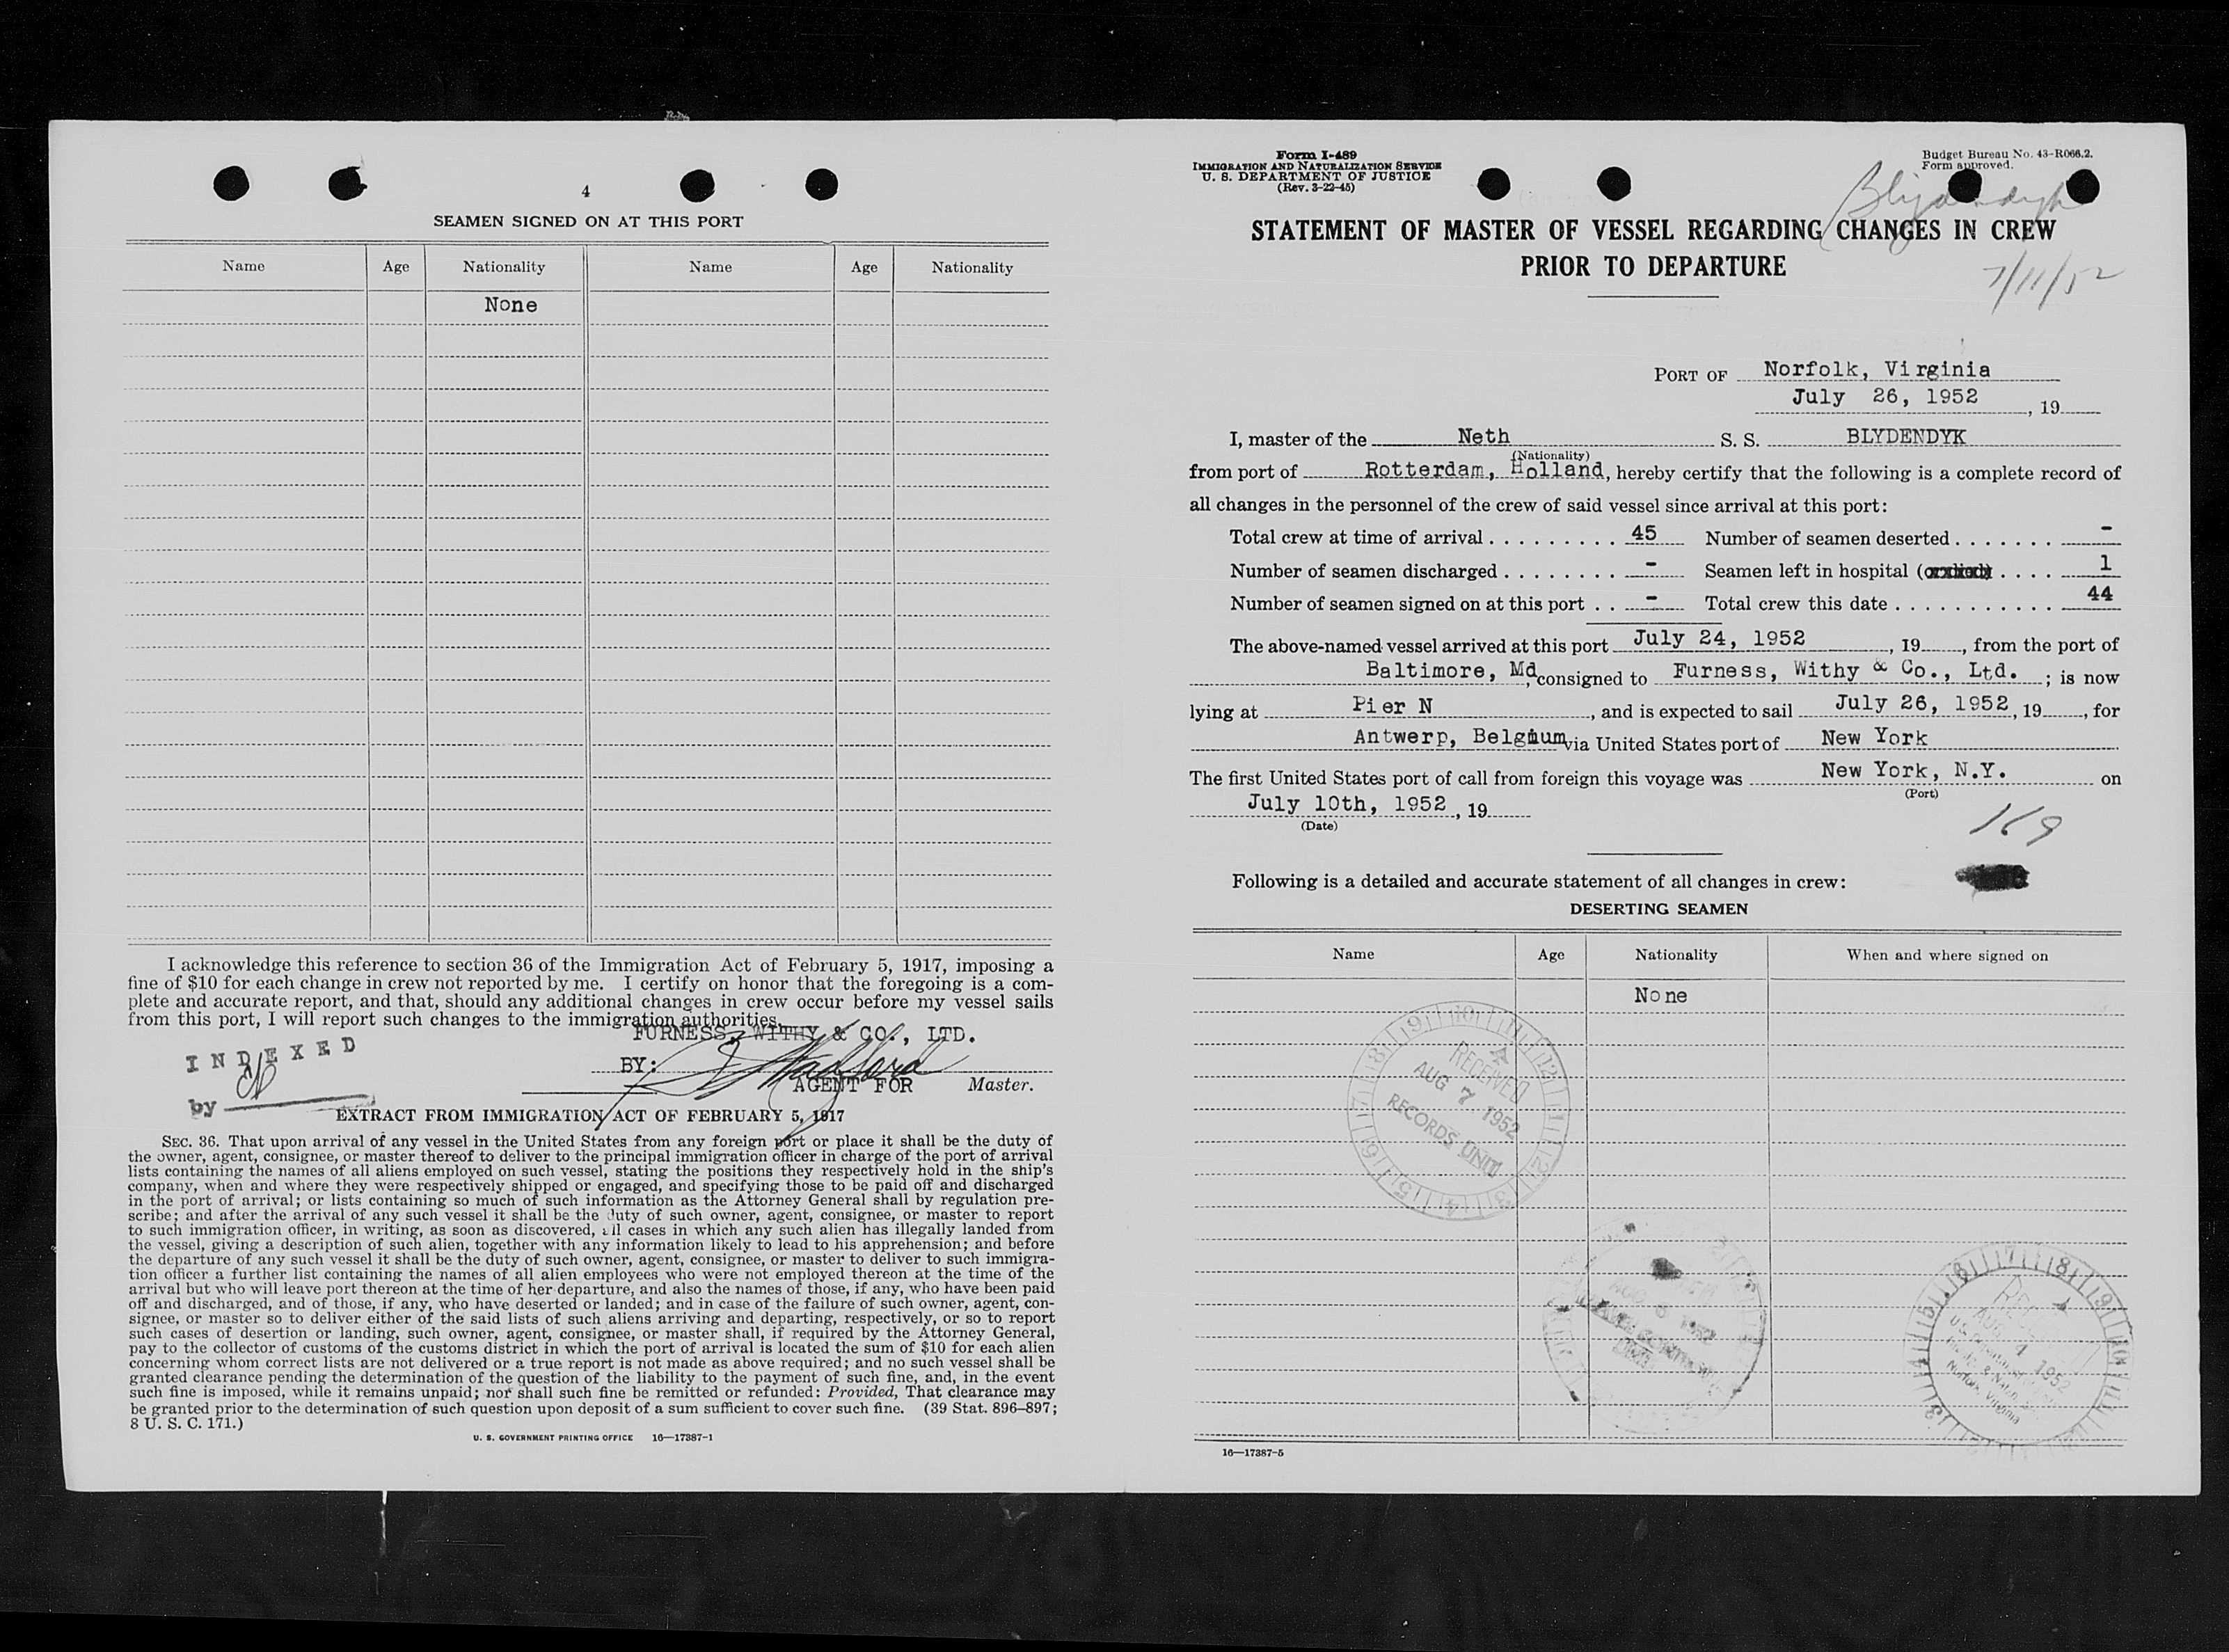 4
SEAMEN SIGNED ON AT THIS PORT
Name Age Nationality Name Age Nationality
None
I acknowledge this reference to section 36 of the Immigration Act of February 5, 1917, imposing a
fine of $10 for each change in crew not reported by me. I certify on honor that the foregoing is a com-
plete and accurate report, and that, should any additional changes in crew occur before my vessel sails
from this port, I will report such changes to the immigration authorities.
FURNESS, WITHY & CO., LTD.
INDEXED
BY:
AGENT FOR Master.
by
EXTRACT FROM IMMIGRATION ACT OF FEBRUARY 5, 1917
SEC. 36. That upon arrival of any vessel in the United States from any foreign port or place it shall be the duty of
the owner, agent, consignee, or master thereof to deliver to the principal immigration officer in charge of the port of arrival
lists containing the names of all aliens employed on such vessel, stating the positions they respectively hold in the ship's
company, when and where they were respectively shipped or engaged, and specifying those to be paid off and discharged
in the port of arrival; or lists containing so much of such information as the Attorney General shall by regulation pre-
scribe; and after the arrival of any such vessel it shall be the duty of such owner, agent, consignee, or master to report
to such immigration officer, in writing, as soon as discovered, all cases in which any such alien has illegally landed from
the vessel, giving a description of such alien, together with any information likely to lead to his apprehension; and before
the departure of any such vessel it shall be the duty of such owner, agent, consignee, or master to deliver to such immigra-
tion officer a further list containing the names of all alien employees who were not employed thereon at the time of the
arrival but who will leave port thereon at the time of her departure, and also the names of those, if any, who have been paid
off and discharged, and of those, if any, who have deserted or landed; and in case of the failure of such owner, agent, con-
signee, or master so to deliver either of the said lists of such aliens arriving and departing, respectively, or so to report
such cases of desertion or landing, such owner, agent, consignee, or master shall, if required by the Attorney General,
pay to the collector of customs of the customs district in which the port of arrival is located the sum of $10 for each alien
concerning whom correct lists are not delivered or a true report is not made as above required; and no such vessel shall be
granted clearance pending the determination of the question of the liability to the payment of such fine, and, in the event
such fine is imposed, while it remains unpaid; nor shall such fine be remitted or refunded: Provided, That clearance may
be granted prior to the determination of such question upon deposit of a sum sufficient to cover such fine. (39 Stat. 896–897;
8 U. S. C. 171.)
U. S. GOVERNMENT PRINTING OFFICE 16—17387-1
Form I-489
IMMIGRATION AND NATURALIZATION SERVICE
U. S. DEPARTMENT OF JUSTICE
(Rev. 3-22-45)
Budget Bureau No. 43-R066.2.
Form approved.
Blijdendyk
STATEMENT OF MASTER OF VESSEL REGARDING CHANGES IN CREW
PRIOR TO DEPARTURE
7/11/52
PORT OF Norfolk, Virginia
July 26, 1952, 19
I, master of the Neth S. S. BLYDENDYK
(Nationality)
from port of Rotterdam, Holland, hereby certify that the following is a complete record of
all changes in the personnel of the crew of said vessel since arrival at this port:
Total crew at time of arrival . . . . . . . . . 45 Number of seamen deserted . . . . . . . -
Number of seamen discharged . . . . . . . . - Seamen left in hospital ( . . . . 1
Number of seamen signed on at this port . . - Total crew this date . . . . . . . . . . . 44
The above-named vessel arrived at this port July 24, 1952, 19, from the port of
Baltimore, Md, consigned to Furness, Withy & Co., Ltd. ; is now
lying at Pier N, and is expected to sail July 26, 1952, 19, for
Antwerp, Belgium via United States port of New York
The first United States port of call from foreign this voyage was New York, N.Y. on
(Port)
July 10th, 1952, 19
(Date)
169
Following is a detailed and accurate statement of all changes in crew:
DESERTING SEAMEN
Name Age Nationality When and where signed on
None
RECEIVED
AUG 7 1952
RECORDS UNIT
AUG 1952
Norfolk, Virginia
16—17387-5